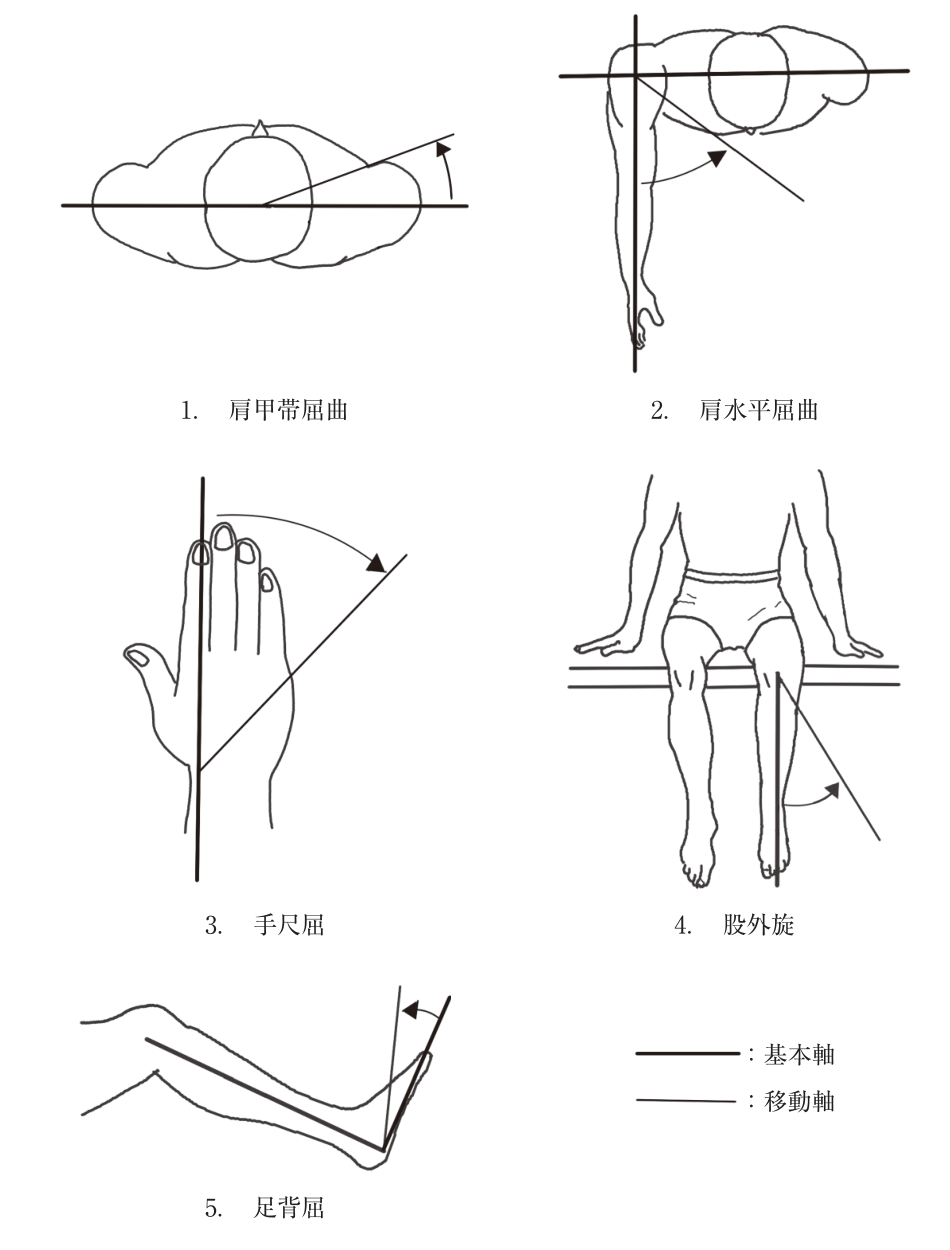 1. 肩甲帯屈曲
2. 肩水平屈曲
3. 手尺屈
4. 股外旋
5. 足背屈
：基本軸
：移動軸